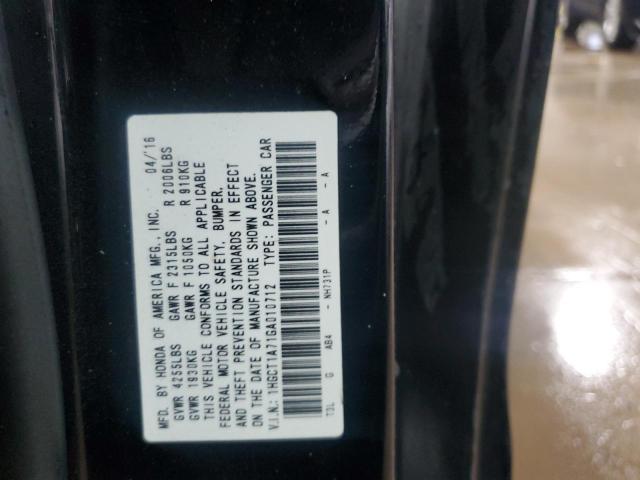 MFD. BY HONDA OF AMERICA MFG., INC. 04/'16
GVWR 4255LBS GAWR F 2315LBS R 2006LBS
GVWR 1930KG GAWR F 1050KG R 910KG
THIS VEHICLE CONFORMS TO ALL APPLICABLE
FEDERAL MOTOR VEHICLE SAFETY, BUMPER,
AND THEFT PREVENTION STANDARDS IN EFFECT
ON THE DATE OF MANUFACTURE SHOWN ABOVE.
V.I.N.: 1HGCT1A71GA010712 TYPE: PASSENGER CAR
T3L G AB4 - NH731P - A - A